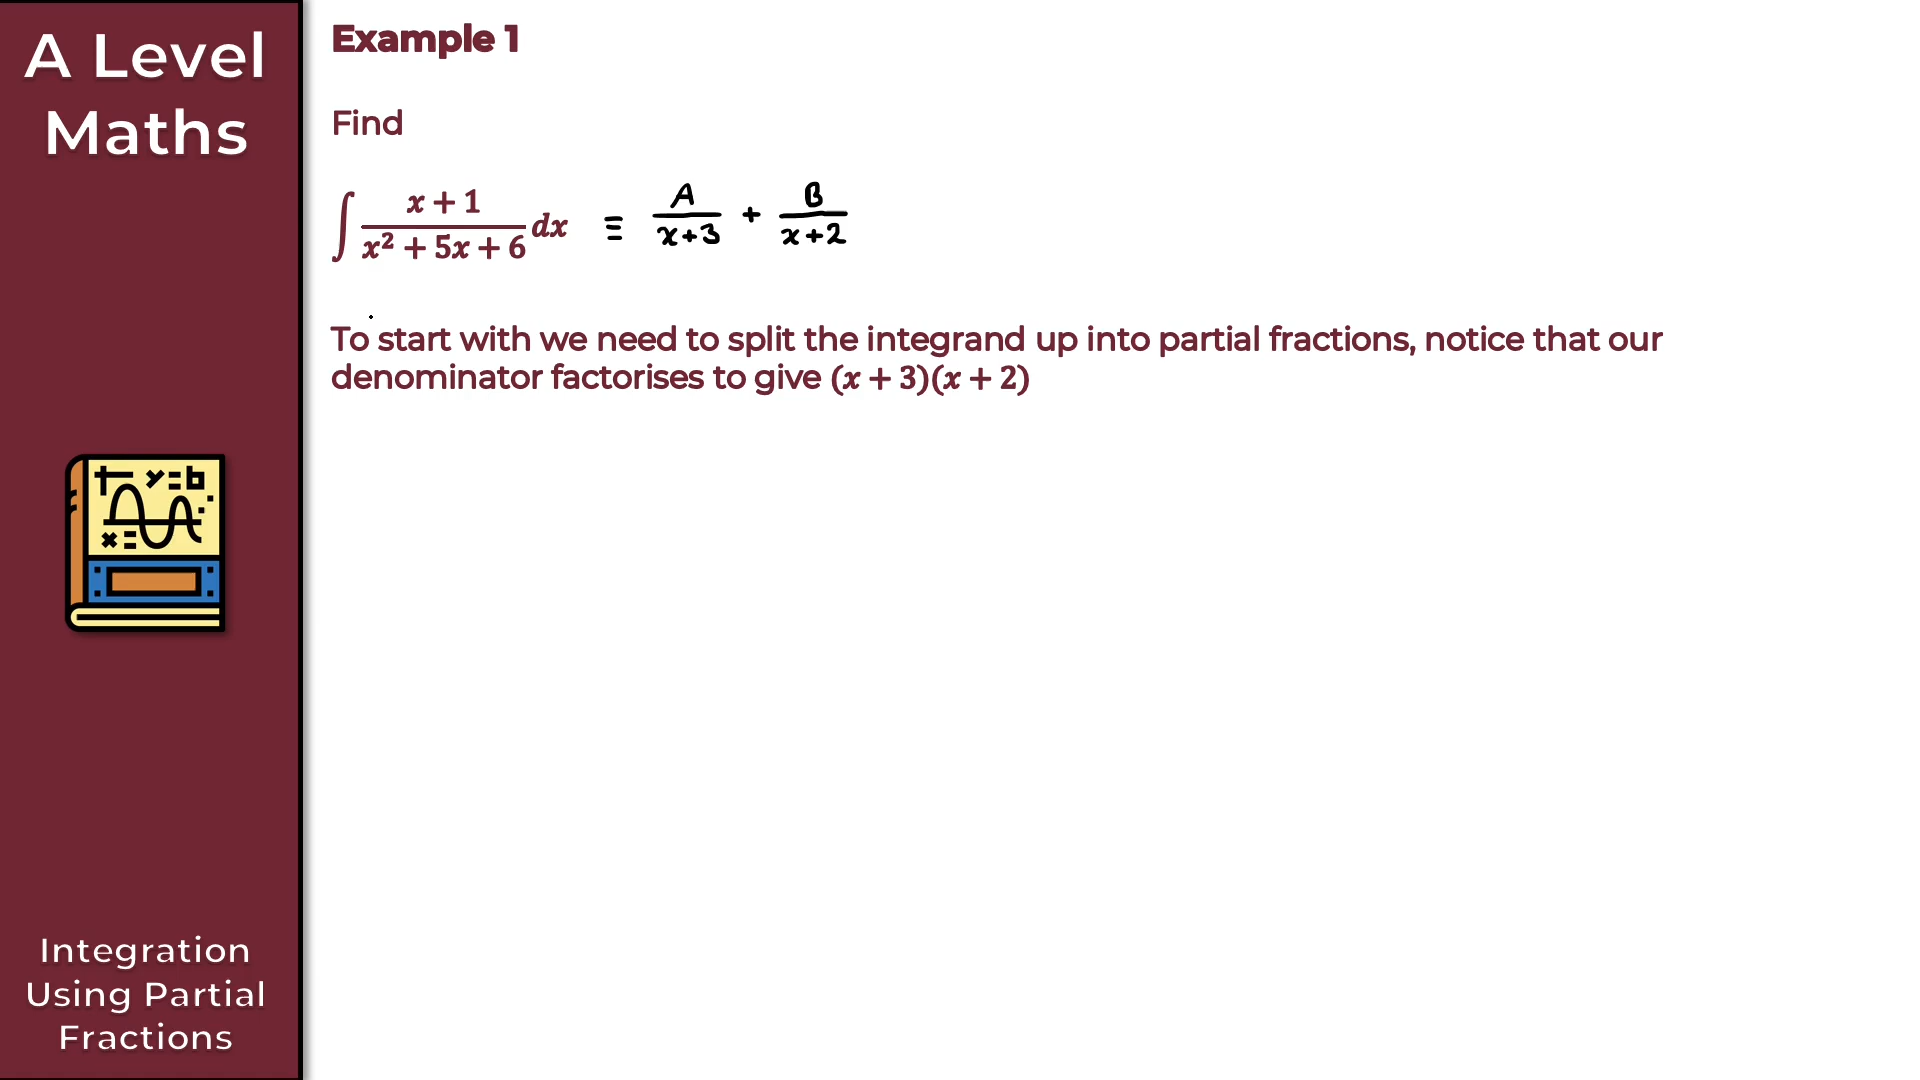 A Level
Maths
Example 1
Find
∫ x + 1 / x² + 5x + 6 dx ≡ A / x+3 + B / x+2
To start with we need to split the integrand up into partial fractions, notice that our
denominator factorises to give (x + 3)(x + 2)
y=b
x=
Integration
Using Partial
Fractions